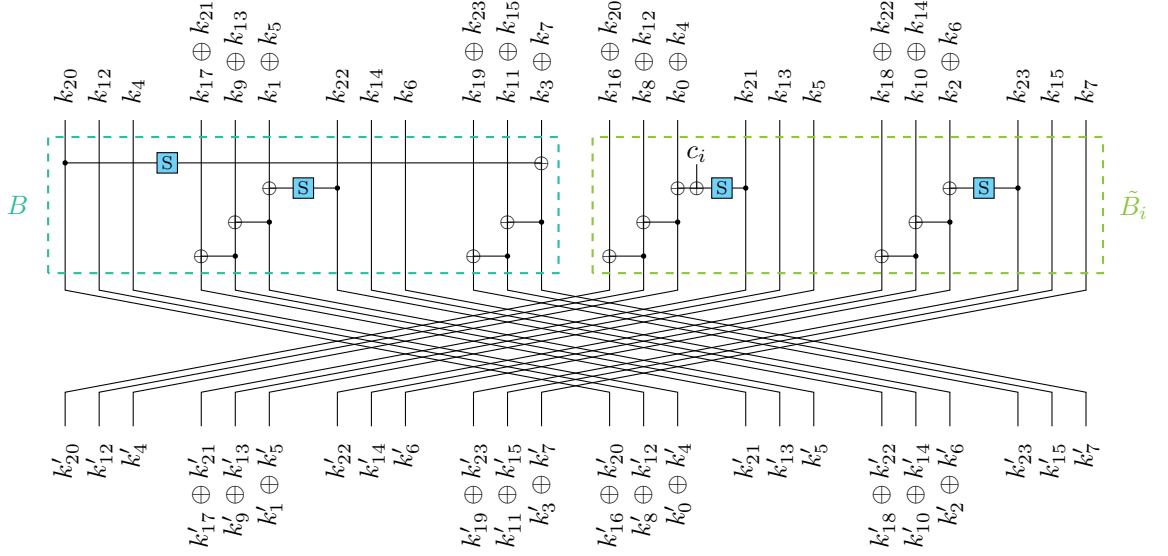 k₂₀ k₁₂ k₄ k₁₇ ⊕ k₂₁ k₉ ⊕ k₁₃ k₁ ⊕ k₅ k₂₂ k₁₄ k₆ k₁₉ ⊕ k₂₃ k₁₁ ⊕ k₁₅ k₃ ⊕ k₇ k₁₆ ⊕ k₂₀ k₈ ⊕ k₁₂ k₀ ⊕ k₄ k₂₁ k₁₃ k₅ k₁₈ ⊕ k₂₂ k₁₀ ⊕ k₁₄ k₂ ⊕ k₆ k₂₃ k₁₅ k₇
cᵢ
S
S S S
B B̃ᵢ
k′₂₀ k′₁₂ k′₄ k′₁₇ ⊕ k′₂₁ k′₉ ⊕ k′₁₃ k′₁ ⊕ k′₅ k′₂₂ k′₁₄ k′₆ k′₁₉ ⊕ k′₂₃ k′₁₁ ⊕ k′₁₅ k′₃ ⊕ k′₇ k′₁₆ ⊕ k′₂₀ k′₈ ⊕ k′₁₂ k′₀ ⊕ k′₄ k′₂₁ k′₁₃ k′₅ k′₁₈ ⊕ k′₂₂ k′₁₀ ⊕ k′₁₄ k′₂ ⊕ k′₆ k′₂₃ k′₁₅ k′₇